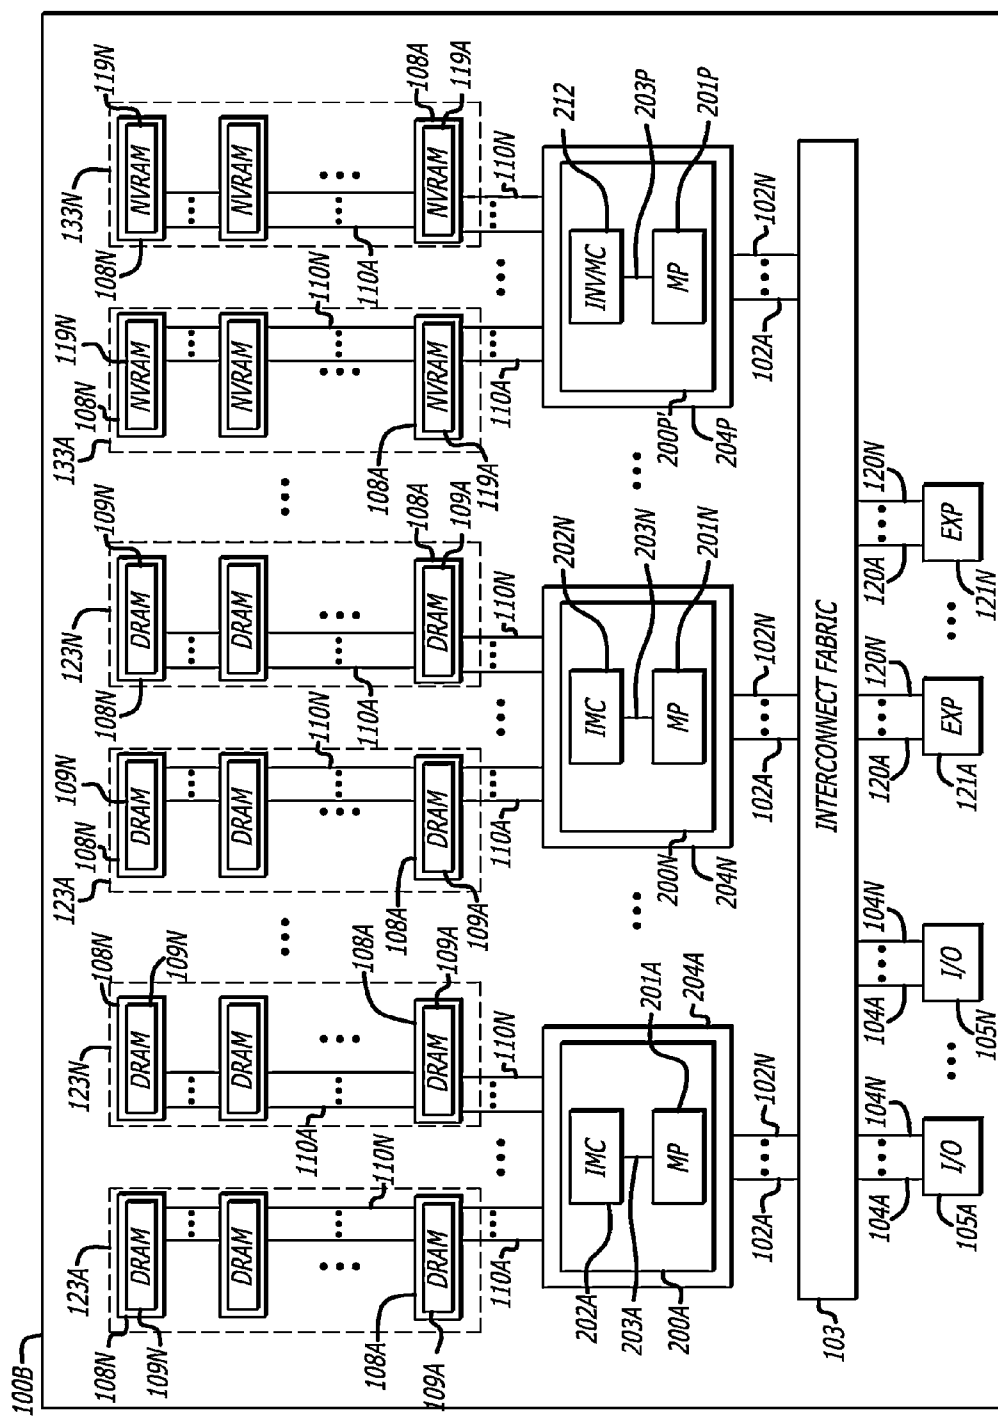 100B
123A 123N 123A 123N 133A 133N
108N 109N 108N 109N 108N 109N 108N 109N 108N 119N 108N 119N
DRAM DRAM DRAM DRAM NVRAM NVRAM
DRAM DRAM DRAM DRAM NVRAM NVRAM
110N 110A 110N 110A 110N 110A
108A 108A 108A 108A 108A 108A
DRAM DRAM DRAM DRAM NVRAM NVRAM
109A 109A 109A 109A 119A 119A
110A 110N 110A 110N 110A 110N
202A IMC 201A 202N IMC 212 INVMC
203A 203N 203P
200A MP 204A 200N MP 201N 200P' MP 201P
204N 204P
102A 102N 102A 102N 102A 102N
103 INTERCONNECT FABRIC
104A 104N 104A 104N 120A 120N 120A 120N
I/O I/O EXP EXP
105A 105N 121A 121N